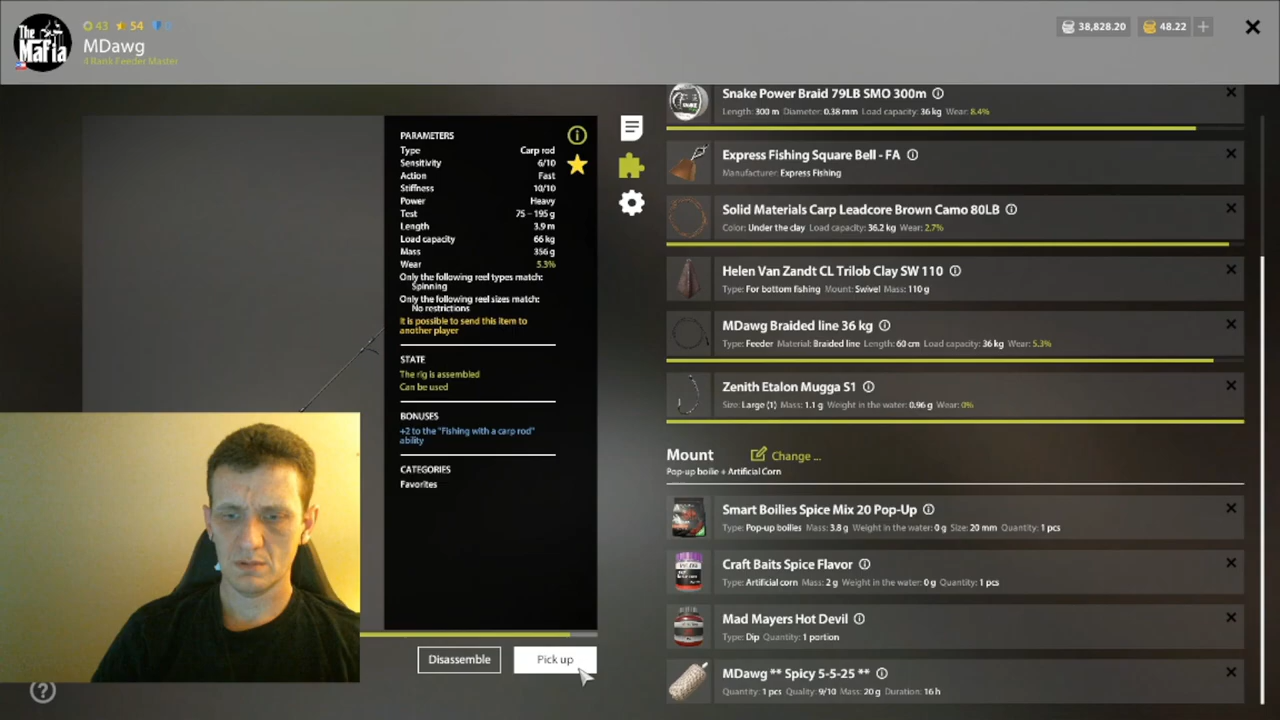 The
Mafia
43 54
MDawg
4 Bank Feeder Master
38,828.20 48.22 +
PARAMETERS
Type Carp rod
Sensitivity 6/10
Action Fast
Stiffness 10/10
Power Heavy
Test 75 – 195 g
Length 3.9 m
Load capacity 66 kg
Mass 356 g
Wear 5.3%
Only the following reel types match:
Spinning
Only the following reel sizes match:
No restrictions
It is possible to send this item to
another player
STATE
The rig is assembled
Can be used
BONUSES
+2 to the "Fishing with a carp rod"
ability
CATEGORIES
Favorites
Disassemble Pick up
?
Snake Power Braid 79LB SMO 300m
Length: 300 m Diameter: 0.38 mm Load capacity: 36 kg Wear: 8.4%
Express Fishing Square Bell - FA
Manufacturer: Express Fishing
Solid Materials Carp Leadcore Brown Camo 80LB
Color: Under the clay Load capacity: 36.2 kg Wear: 2.7%
Helen Van Zandt CL Trilob Clay SW 110
Type: For bottom fishing Mount: Swivel Mass: 110 g
MDawg Braided line 36 kg
Type: Feeder Material: Braided line Length: 60 cm Load capacity: 36 kg Wear: 5.3%
Zenith Etalon Mugga S1
Size: Large (1) Mass: 1.1 g Weight in the water: 0.96 g Wear: 0%
Mount Change ...
Pop-up boilie + Artificial Corn
Smart Boilies Spice Mix 20 Pop-Up
Type: Pop-up boilies Mass: 3.8 g Weight in the water: 0 g Size: 20 mm Quantity: 1 pcs
Craft Baits Spice Flavor
Type: Artificial corn Mass: 2 g Weight in the water: 0 g Quantity: 1 pcs
Mad Mayers Hot Devil
Type: Dip Quantity: 1 portion
MDawg ** Spicy 5-5-25 **
Quantity: 1 pcs Quality: 9/10 Mass: 20 g Duration: 16 h